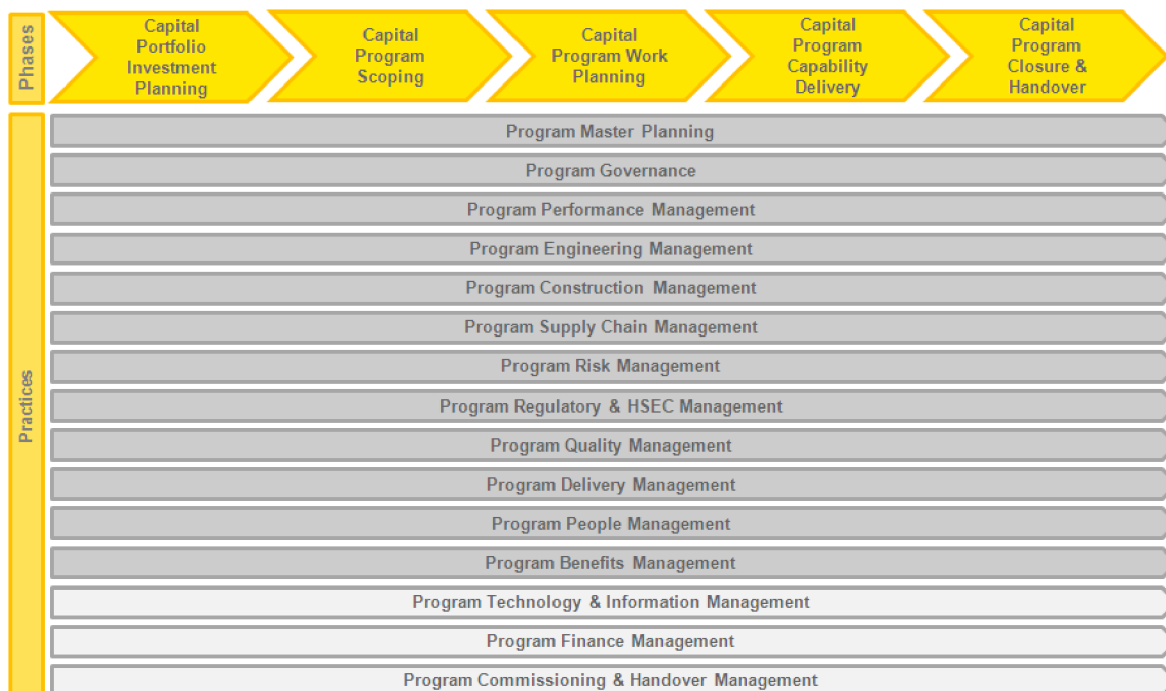 Phases
Capital
Portfolio
Investment
Planning
Capital
Program
Scoping
Capital
Program Work
Planning
Capital
Program
Capability
Delivery
Capital
Program
Closure &
Handover
Practices
Program Master Planning
Program Governance
Program Performance Management
Program Engineering Management
Program Construction Management
Program Supply Chain Management
Program Risk Management
Program Regulatory & HSEC Management
Program Quality Management
Program Delivery Management
Program People Management
Program Benefits Management
Program Technology & Information Management
Program Finance Management
Program Commissioning & Handover Management